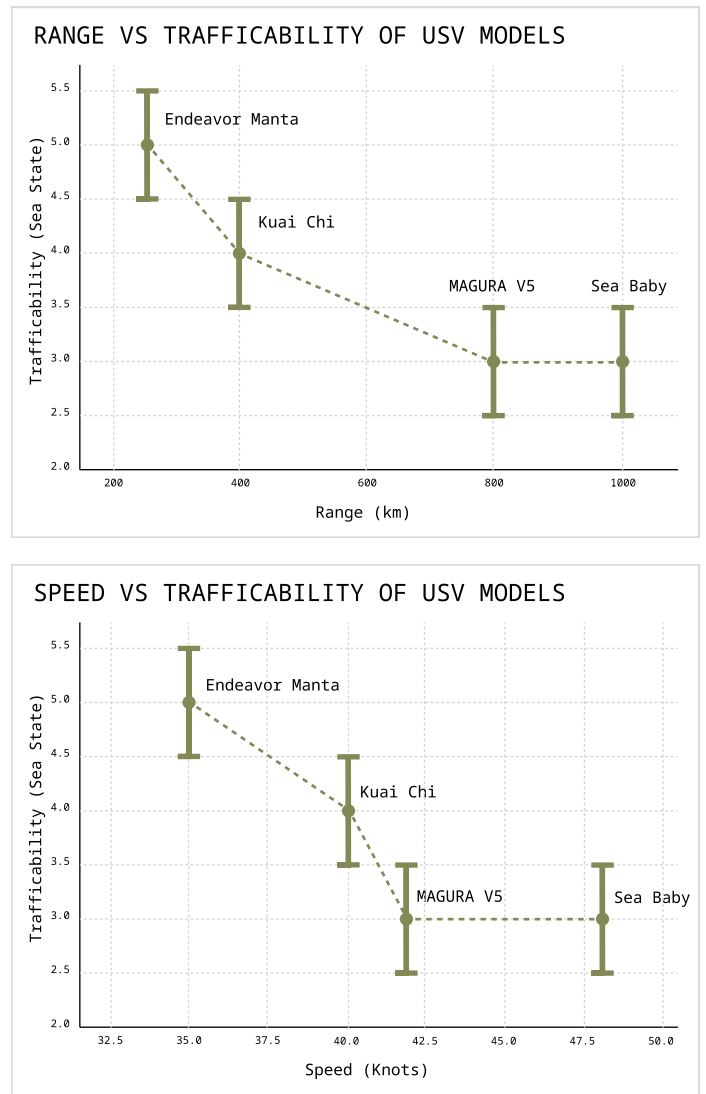 RANGE VS TRAFFICABILITY OF USV MODELS
Trafficability (Sea State)
5.5
5.0
4.5
4.0
3.5
3.0
2.5
2.0
Endeavor Manta
Kuai Chi
MAGURA V5 Sea Baby
200 400 600 800 1000
Range (km)
SPEED VS TRAFFICABILITY OF USV MODELS
Trafficability (Sea State)
5.5
5.0
4.5
4.0
3.5
3.0
2.5
2.0
Endeavor Manta
Kuai Chi
MAGURA V5 Sea Baby
32.5 35.0 37.5 40.0 42.5 45.0 47.5 50.0
Speed (Knots)